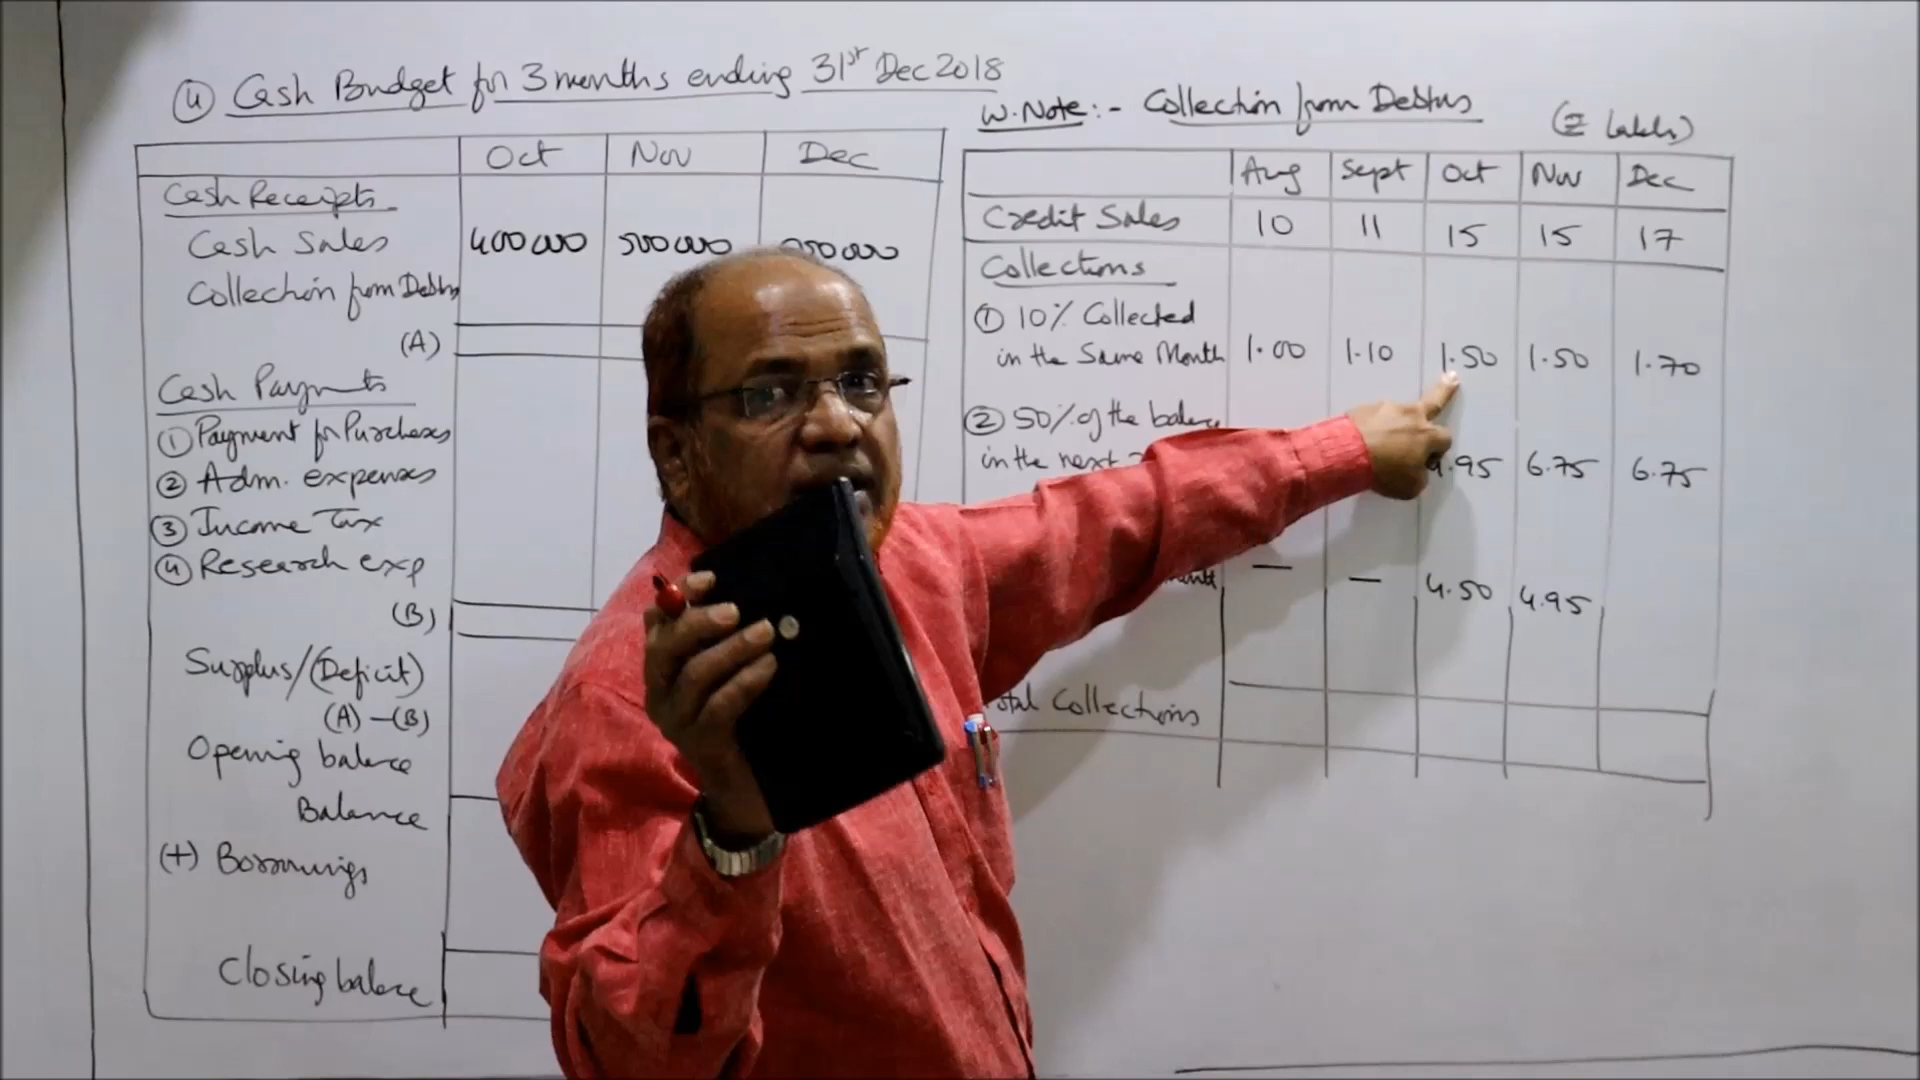 ④ Cash Budget for 3 months ending 31st Dec 2018
Oct Nov Dec
Cash Receipts
Cash Sales 400000 500000
Collection from Debtors
(A)
Cash Payments
① Payment for Purchases
② Adm. expenses
③ Income Tax
④ Research exp
(B)
Surplus/(Deficit)
(A) - (B)
Opening balance
Balance
(+) Borrowings
Closing balance
W. Note:- Collection from Debtors
Aug Sept Oct Nov Dec
Credit Sales 10 11 15 15 17
Collections
① 10% Collected
in the Same Month 1.00 1.10 1.50 1.50 1.70
② 50% of the balance
in the next 4.95 6.75 6.75
— — 4.50 4.95
Total Collections